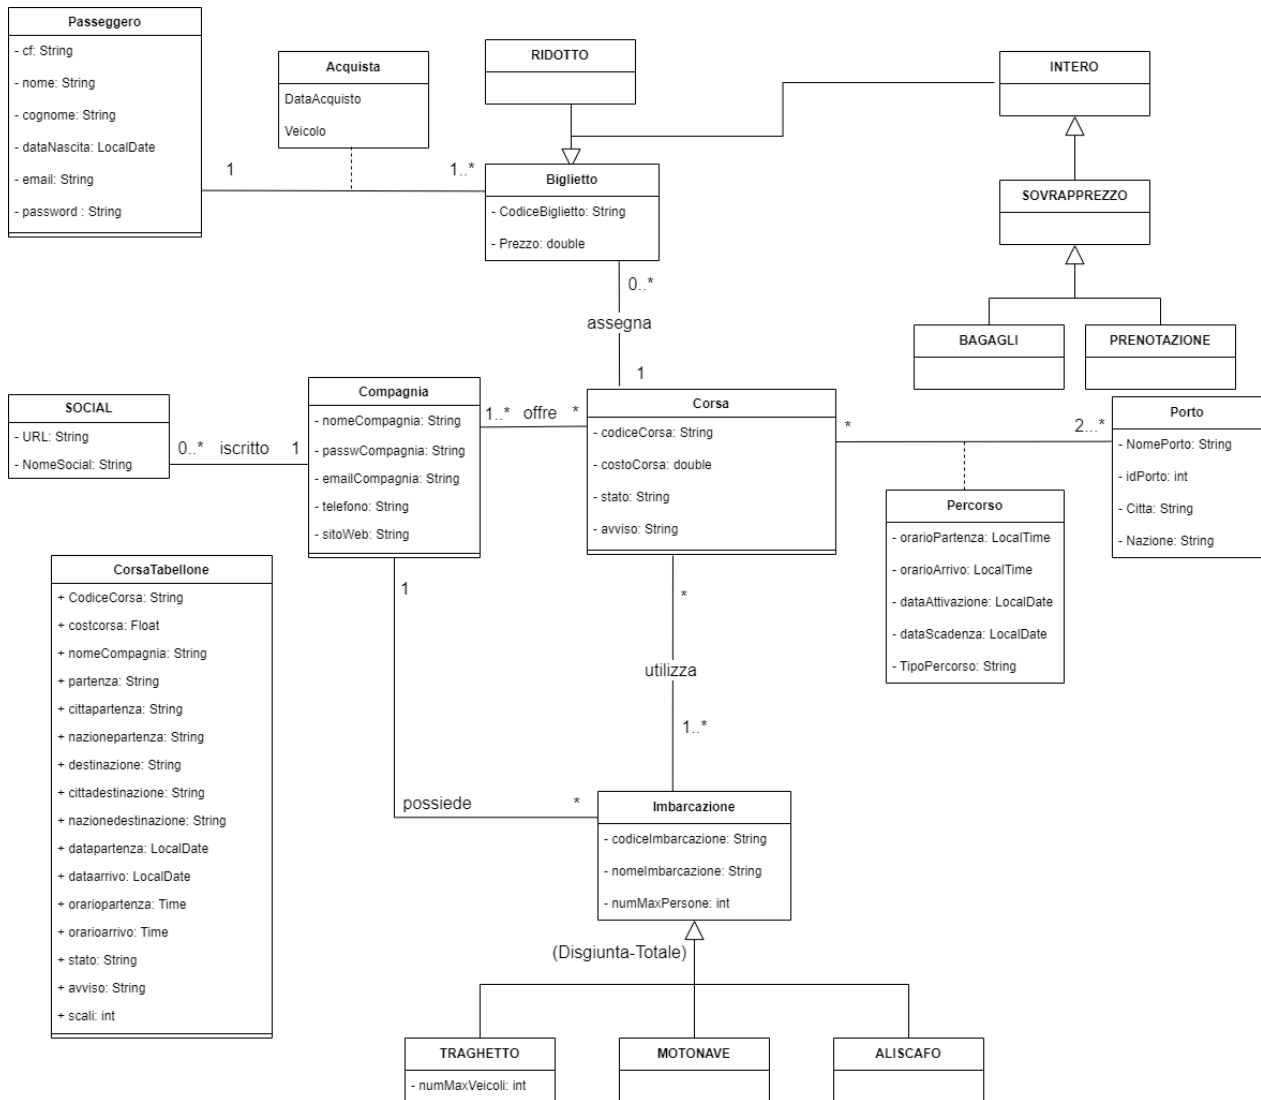 Passeggero
- cf: String
- nome: String
- cognome: String
- dataNascita: LocalDate
- email: String
- password : String
Acquista
DataAcquisto
Veicolo
1
1..*
RIDOTTO
INTERO
Biglietto
- CodiceBiglietto: String
- Prezzo: double
SOVRAPPREZZO
BAGAGLI
PRENOTAZIONE
0..*
assegna
1
SOCIAL
- URL: String
- NomeSocial: String
0..* iscritto 1
Compagnia
- nomeCompagnia: String
- passwCompagnia: String
- emailCompagnia: String
- telefono: String
- sitoWeb: String
1..* offre *
Corsa
- codiceCorsa: String
- costoCorsa: double
- stato: String
- avviso: String
*
2...*
Porto
- NomePorto: String
- idPorto: int
- Citta: String
- Nazione: String
Percorso
- orarioPartenza: LocalTime
- orarioArrivo: LocalTime
- dataAttivazione: LocalDate
- dataScadenza: LocalDate
- TipoPercorso: String
CorsaTabellone
+ CodiceCorsa: String
+ costcorsa: Float
+ nomeCompagnia: String
+ partenza: String
+ cittapartenza: String
+ nazionepartenza: String
+ destinazione: String
+ cittadestinazione: String
+ nazionedestinazione: String
+ datapartenza: LocalDate
+ dataarrivo: LocalDate
+ orariopartenza: Time
+ orarioarrivo: Time
+ stato: String
+ avviso: String
+ scali: int
1
possiede
*
*
utilizza
1..*
Imbarcazione
- codiceImbarcazione: String
- nomeImbarcazione: String
- numMaxPersone: int
(Disgiunta-Totale)
TRAGHETTO
- numMaxVeicoli: int
MOTONAVE
ALISCAFO